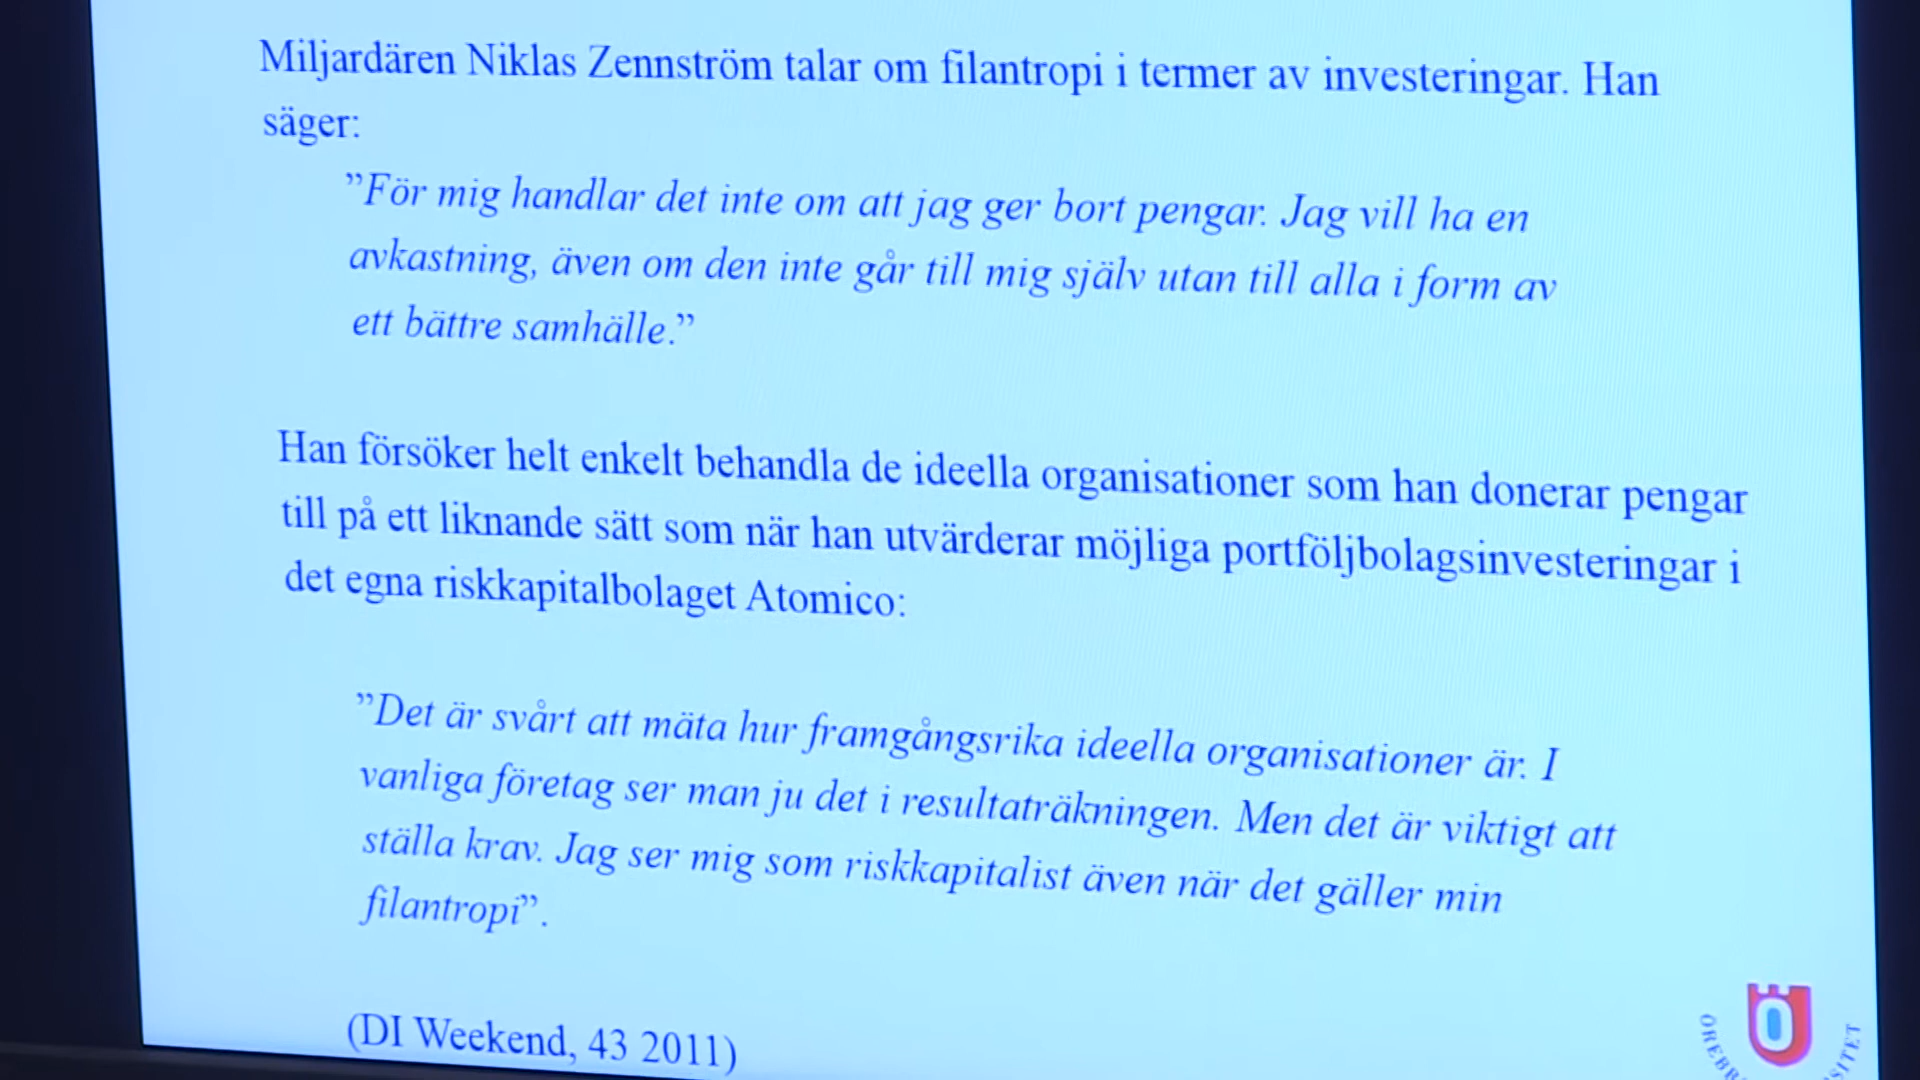 Miljardären Niklas Zennström talar om filantropi i termer av investeringar. Han
säger:
”För mig handlar det inte om att jag ger bort pengar. Jag vill ha en
avkastning, även om den inte går till mig själv utan till alla i form av
ett bättre samhälle.”
Han försöker helt enkelt behandla de ideella organisationer som han donerar pengar
till på ett liknande sätt som när han utvärderar möjliga portföljbolagsinvesteringar i
det egna riskkapitalbolaget Atomico:
”Det är svårt att mäta hur framgångsrika ideella organisationer är. I
vanliga företag ser man ju det i resultaträkningen. Men det är viktigt att
ställa krav. Jag ser mig som riskkapitalist även när det gäller min
filantropi”.
(DI Weekend, 43 2011)